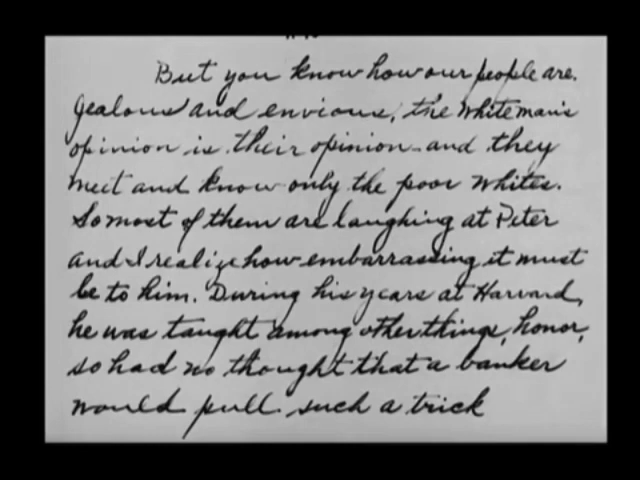 But you know how our people are.
Jealous and envious, the white man's
opinion is their opinion and they
meet and know only the poor whites.
So most of them are laughing at Peter
and I realize how embarrassing it must
be to him. During his years at Harvard,
he was taught among other things, honor,
so had no thought that a banker
would pull such a trick